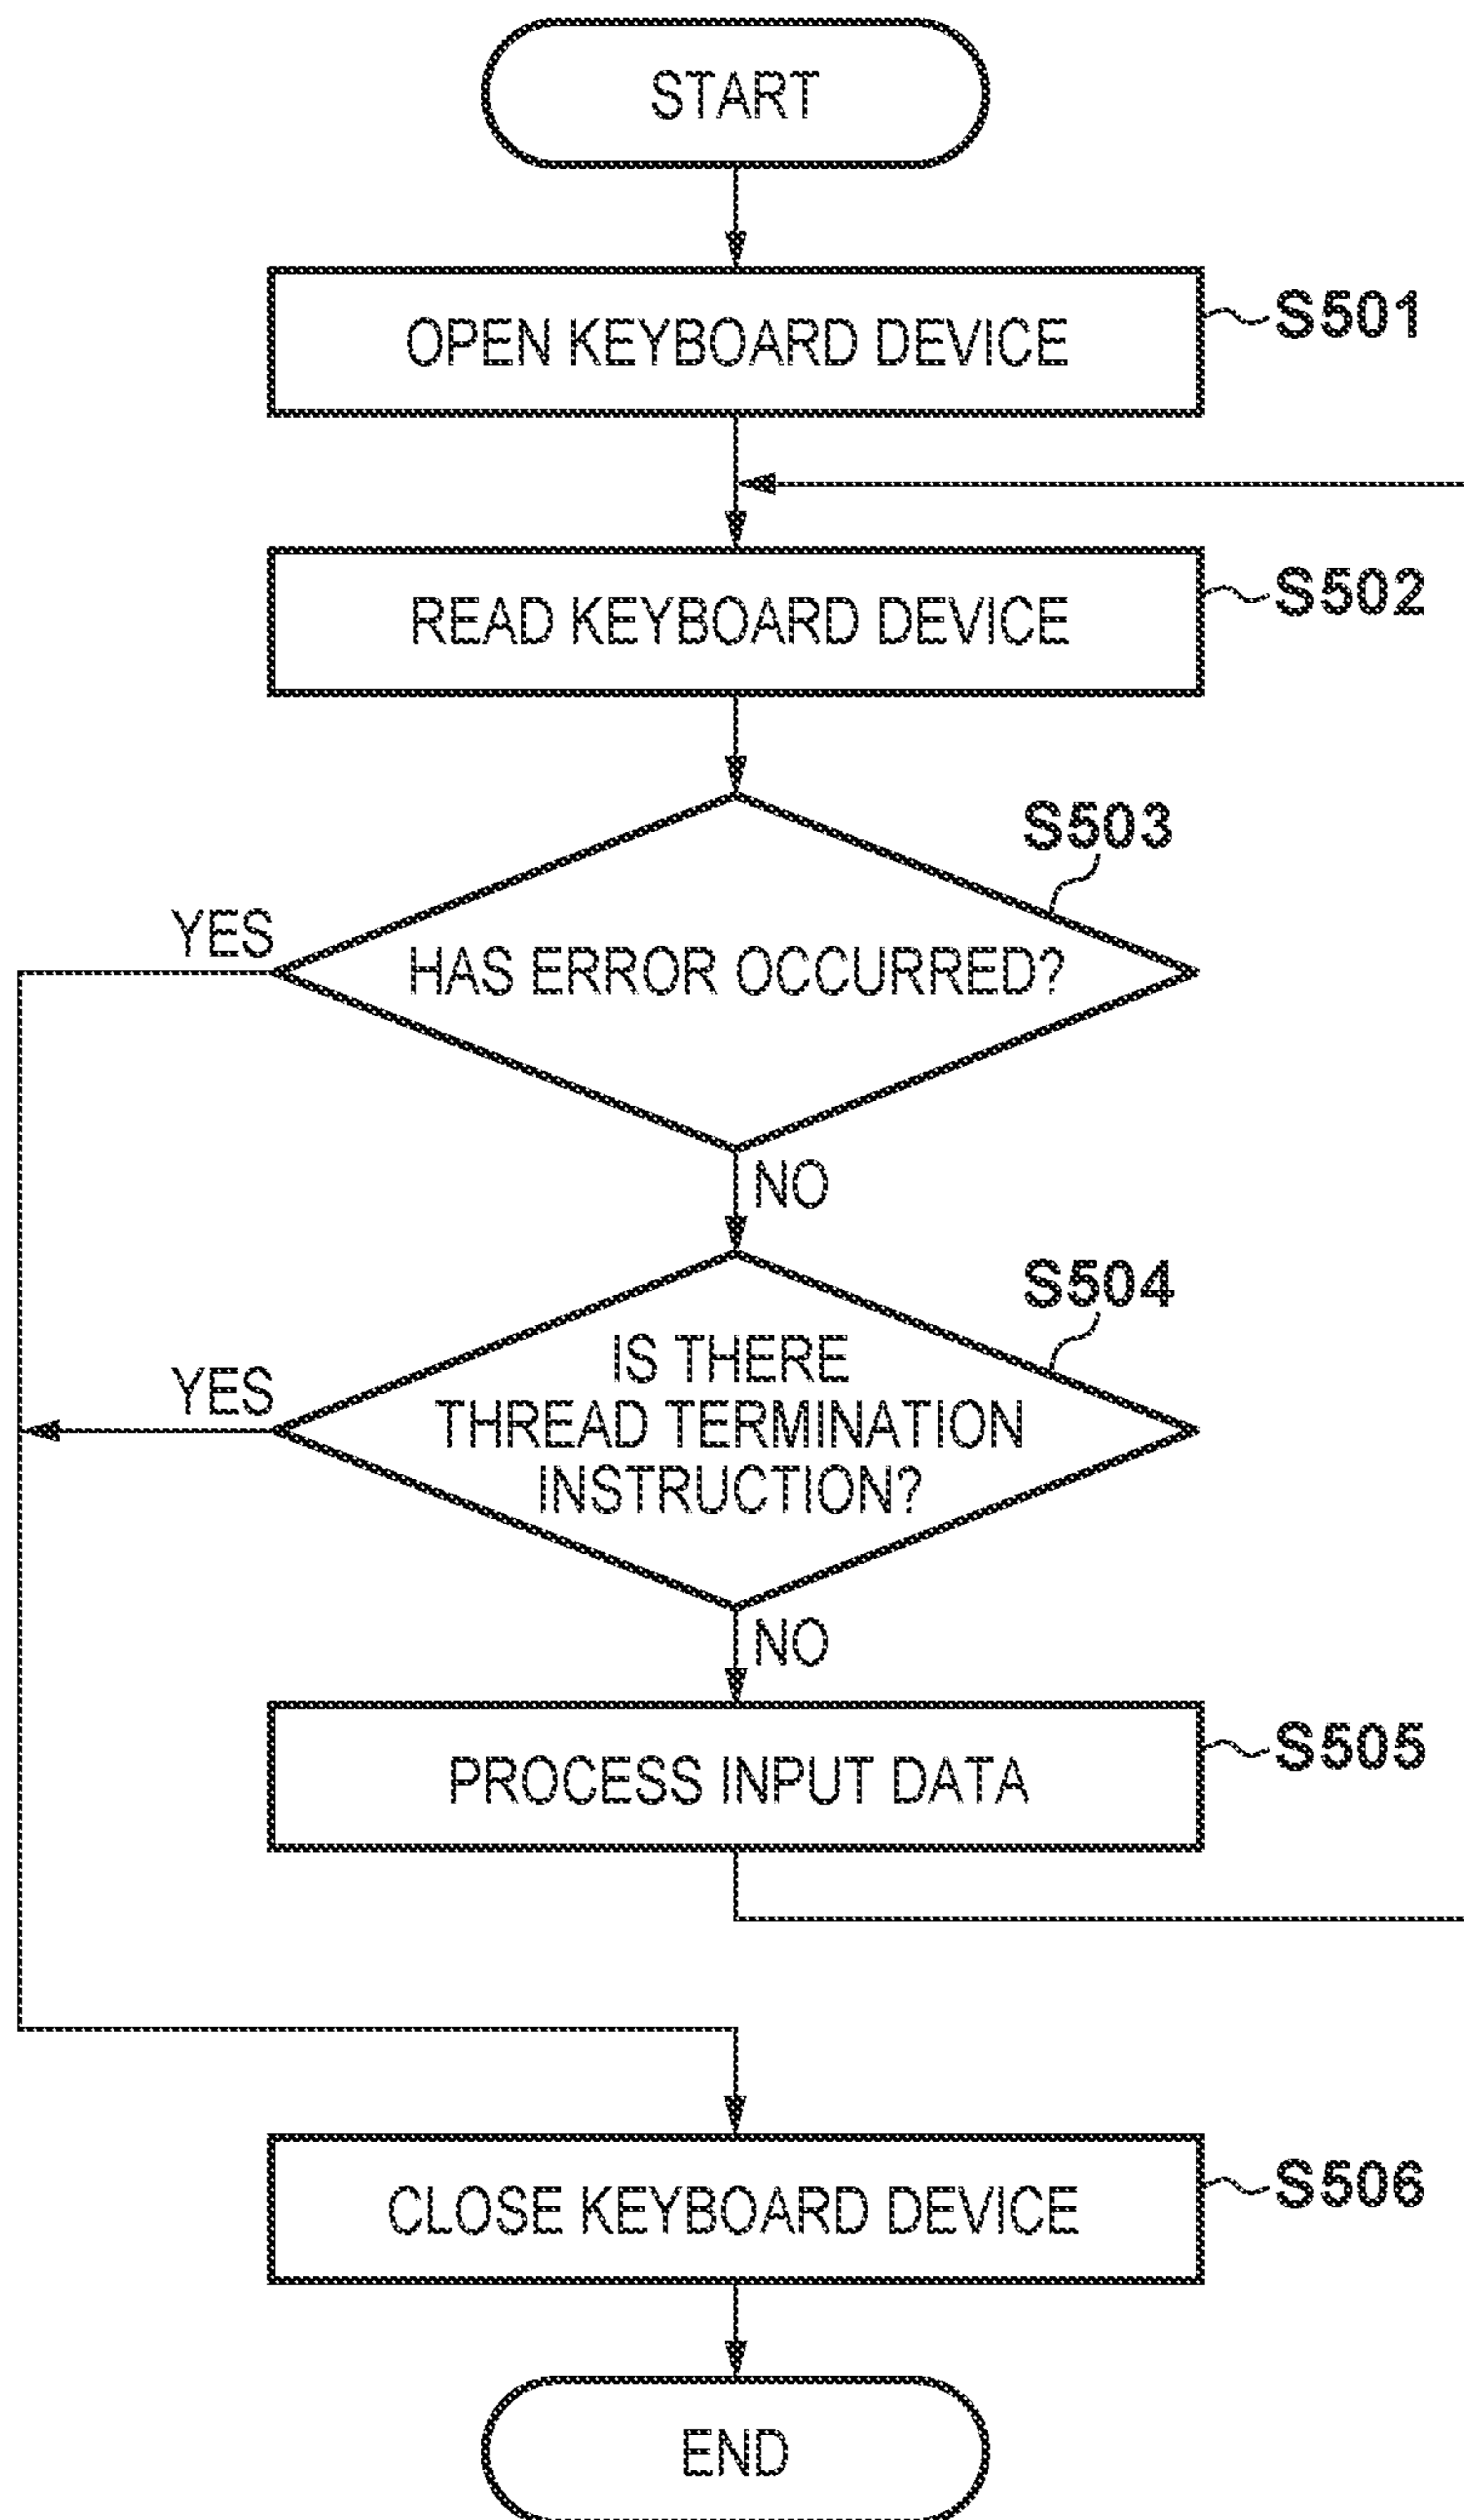 START
OPEN KEYBOARD DEVICE
S501
READ KEYBOARD DEVICE
S502
S503
YES
HAS ERROR OCCURRED?
NO
S504
YES
IS THERE
THREAD TERMINATION
INSTRUCTION?
NO
PROCESS INPUT DATA
S505
CLOSE KEYBOARD DEVICE
S506
END